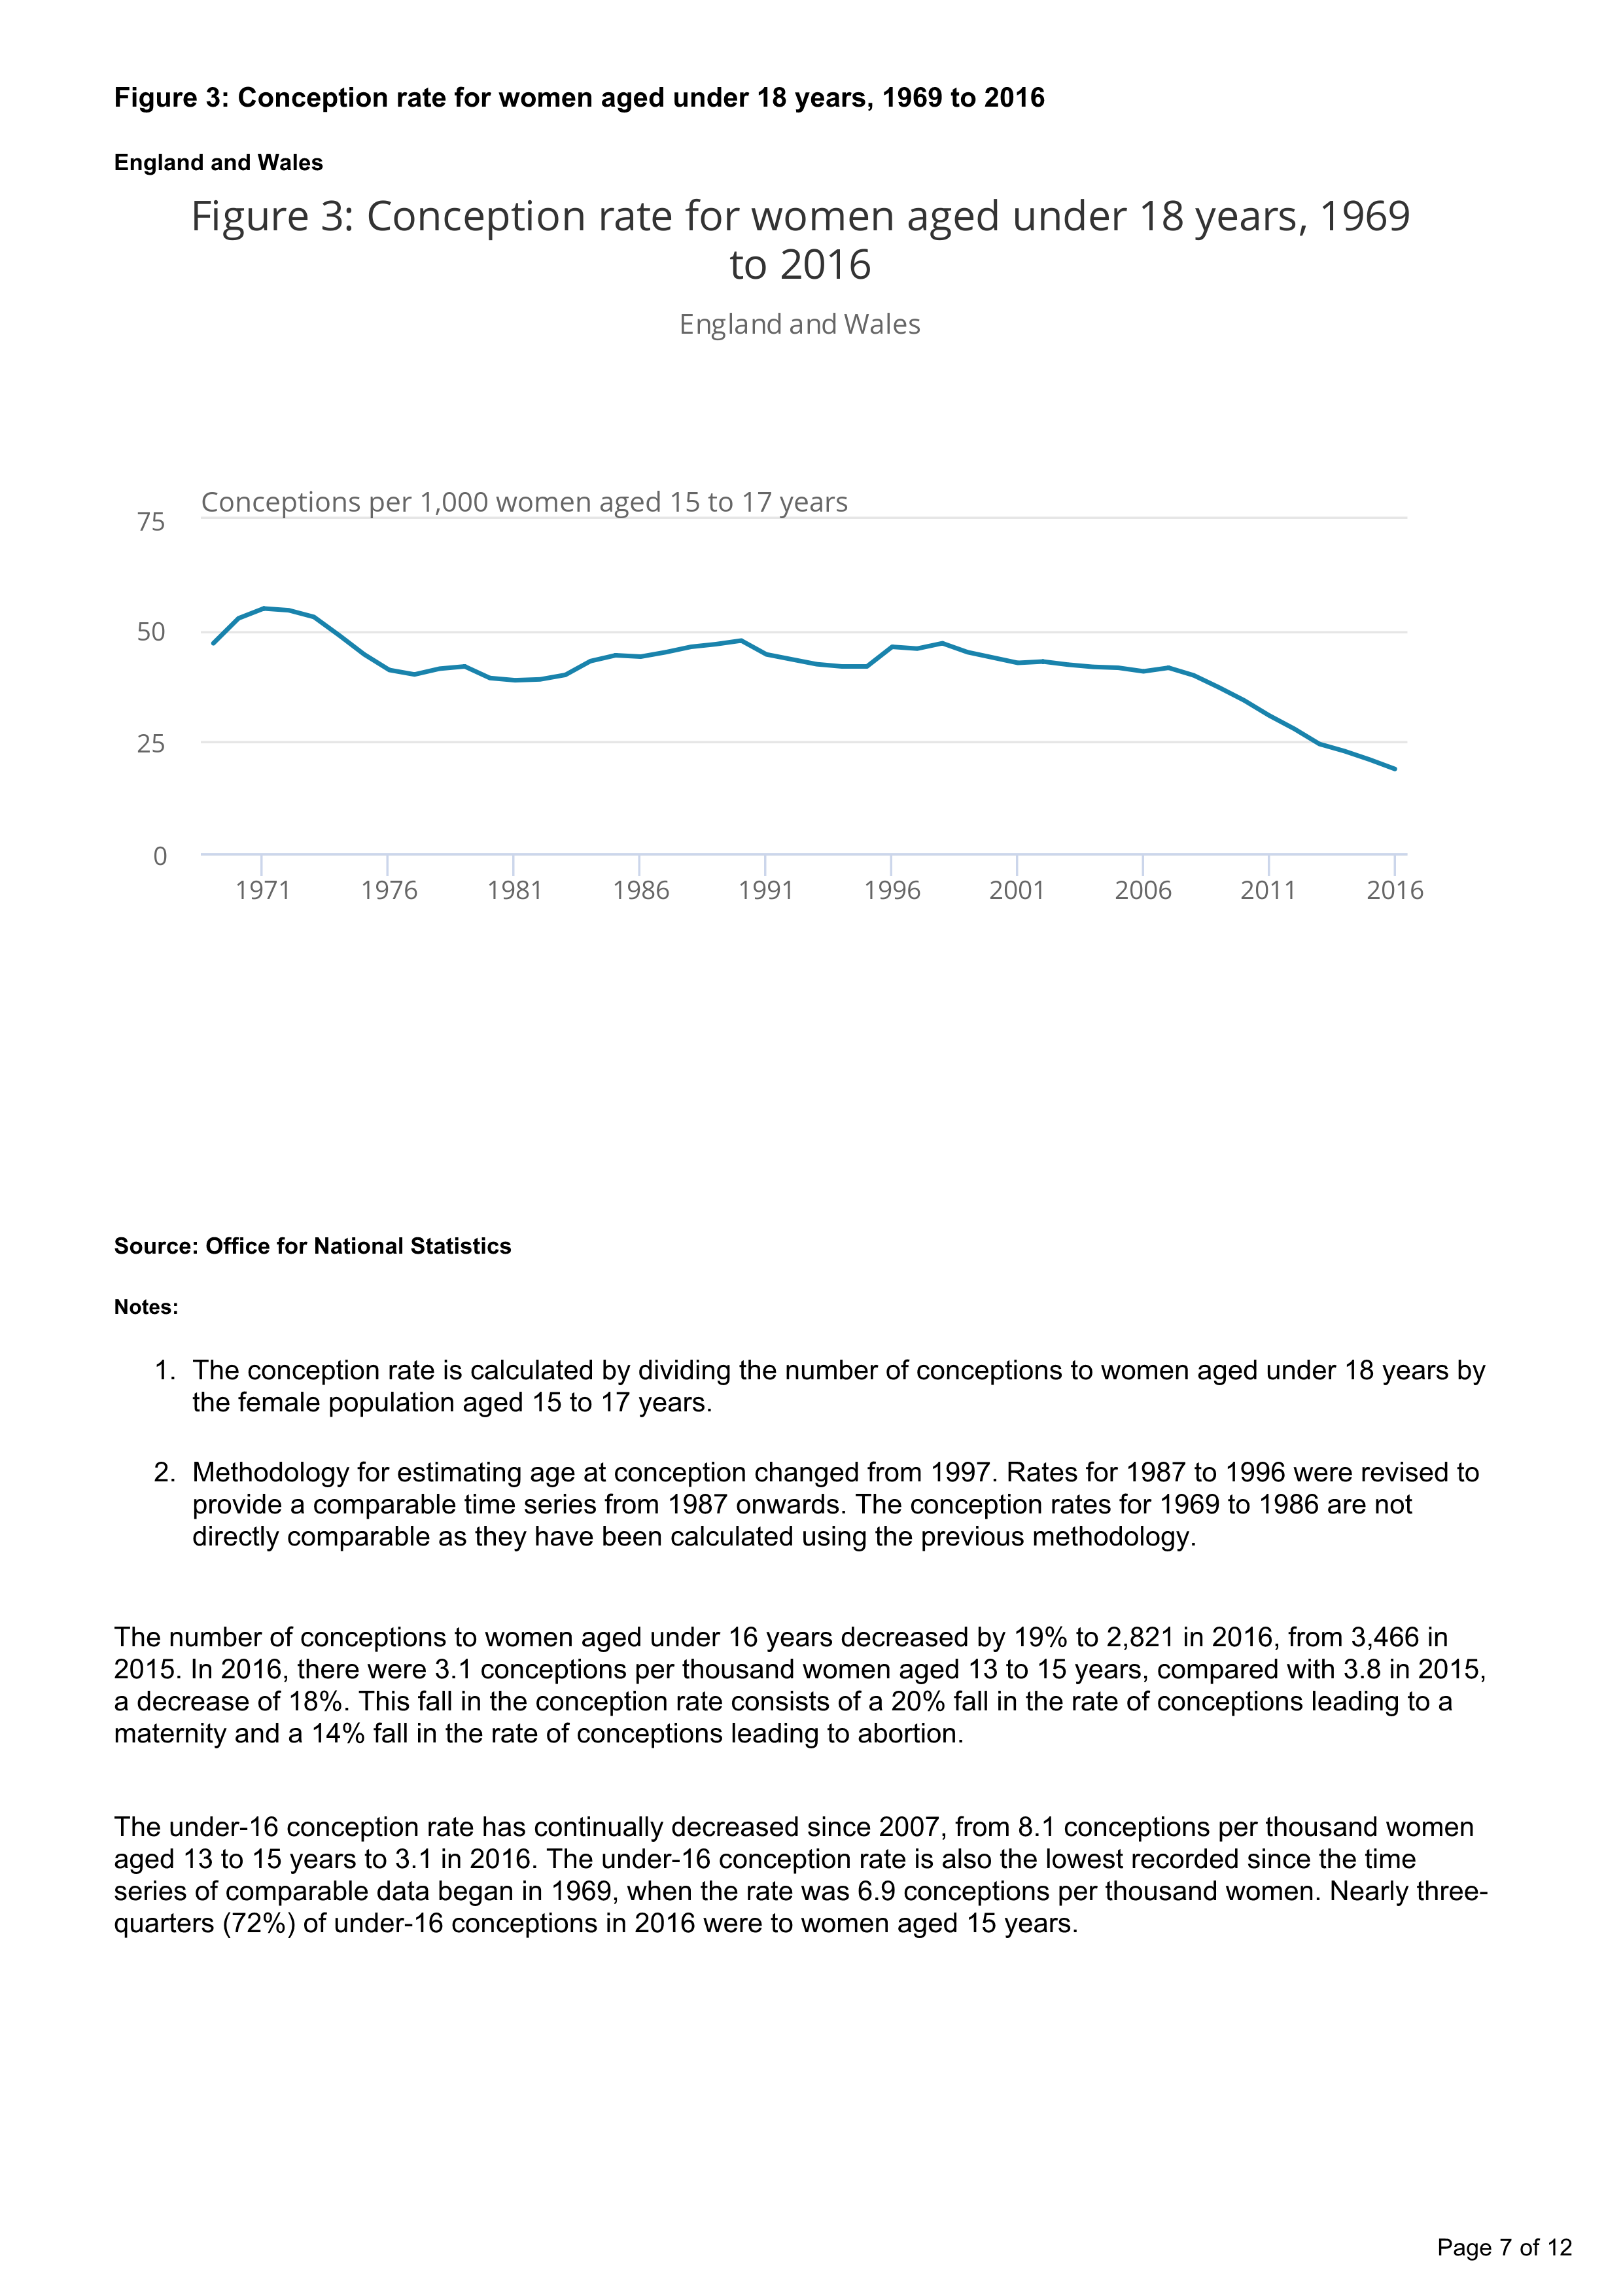 Figure 3: Conception rate for women aged under 18 years, 1969 to 2016
England and Wales
Figure 3: Conception rate for women aged under 18 years, 1969
to 2016
England and Wales
Conceptions per 1,000 women aged 15 to 17 years
75
50
25
0
1971 1976 1981 1986 1991 1996 2001 2006 2011 2016
Source: Office for National Statistics
Notes:
1. The conception rate is calculated by dividing the number of conceptions to women aged under 18 years by
the female population aged 15 to 17 years.
2. Methodology for estimating age at conception changed from 1997. Rates for 1987 to 1996 were revised to
provide a comparable time series from 1987 onwards. The conception rates for 1969 to 1986 are not
directly comparable as they have been calculated using the previous methodology.
The number of conceptions to women aged under 16 years decreased by 19% to 2,821 in 2016, from 3,466 in
2015. In 2016, there were 3.1 conceptions per thousand women aged 13 to 15 years, compared with 3.8 in 2015,
a decrease of 18%. This fall in the conception rate consists of a 20% fall in the rate of conceptions leading to a
maternity and a 14% fall in the rate of conceptions leading to abortion.
The under-16 conception rate has continually decreased since 2007, from 8.1 conceptions per thousand women
aged 13 to 15 years to 3.1 in 2016. The under-16 conception rate is also the lowest recorded since the time
series of comparable data began in 1969, when the rate was 6.9 conceptions per thousand women. Nearly three-
quarters (72%) of under-16 conceptions in 2016 were to women aged 15 years.
Page 7 of 12